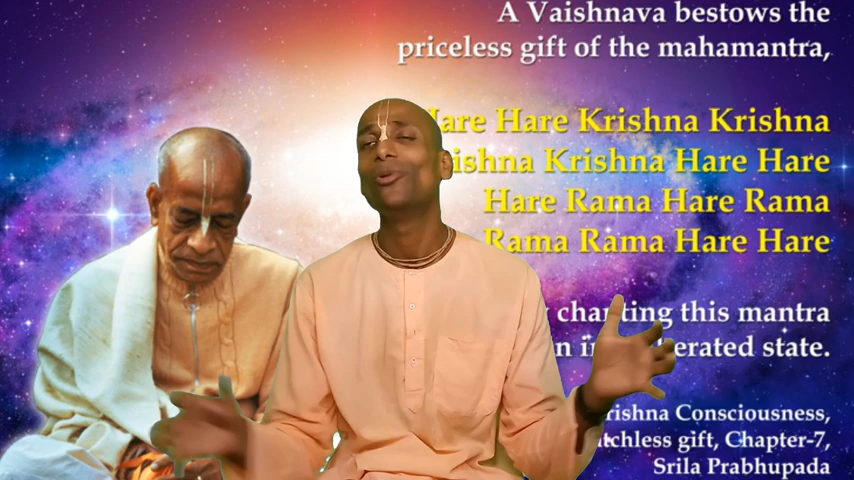 A Vaishnava bestows the
priceless gift of the mahamantra,
Hare Hare Krishna Krishna
Krishna Krishna Hare Hare
Hare Rama Hare Rama
Rama Rama Hare Hare
chanting this mantra
state.
Krishna Consciousness,
gift, Chapter-7,
Srila Prabhupada